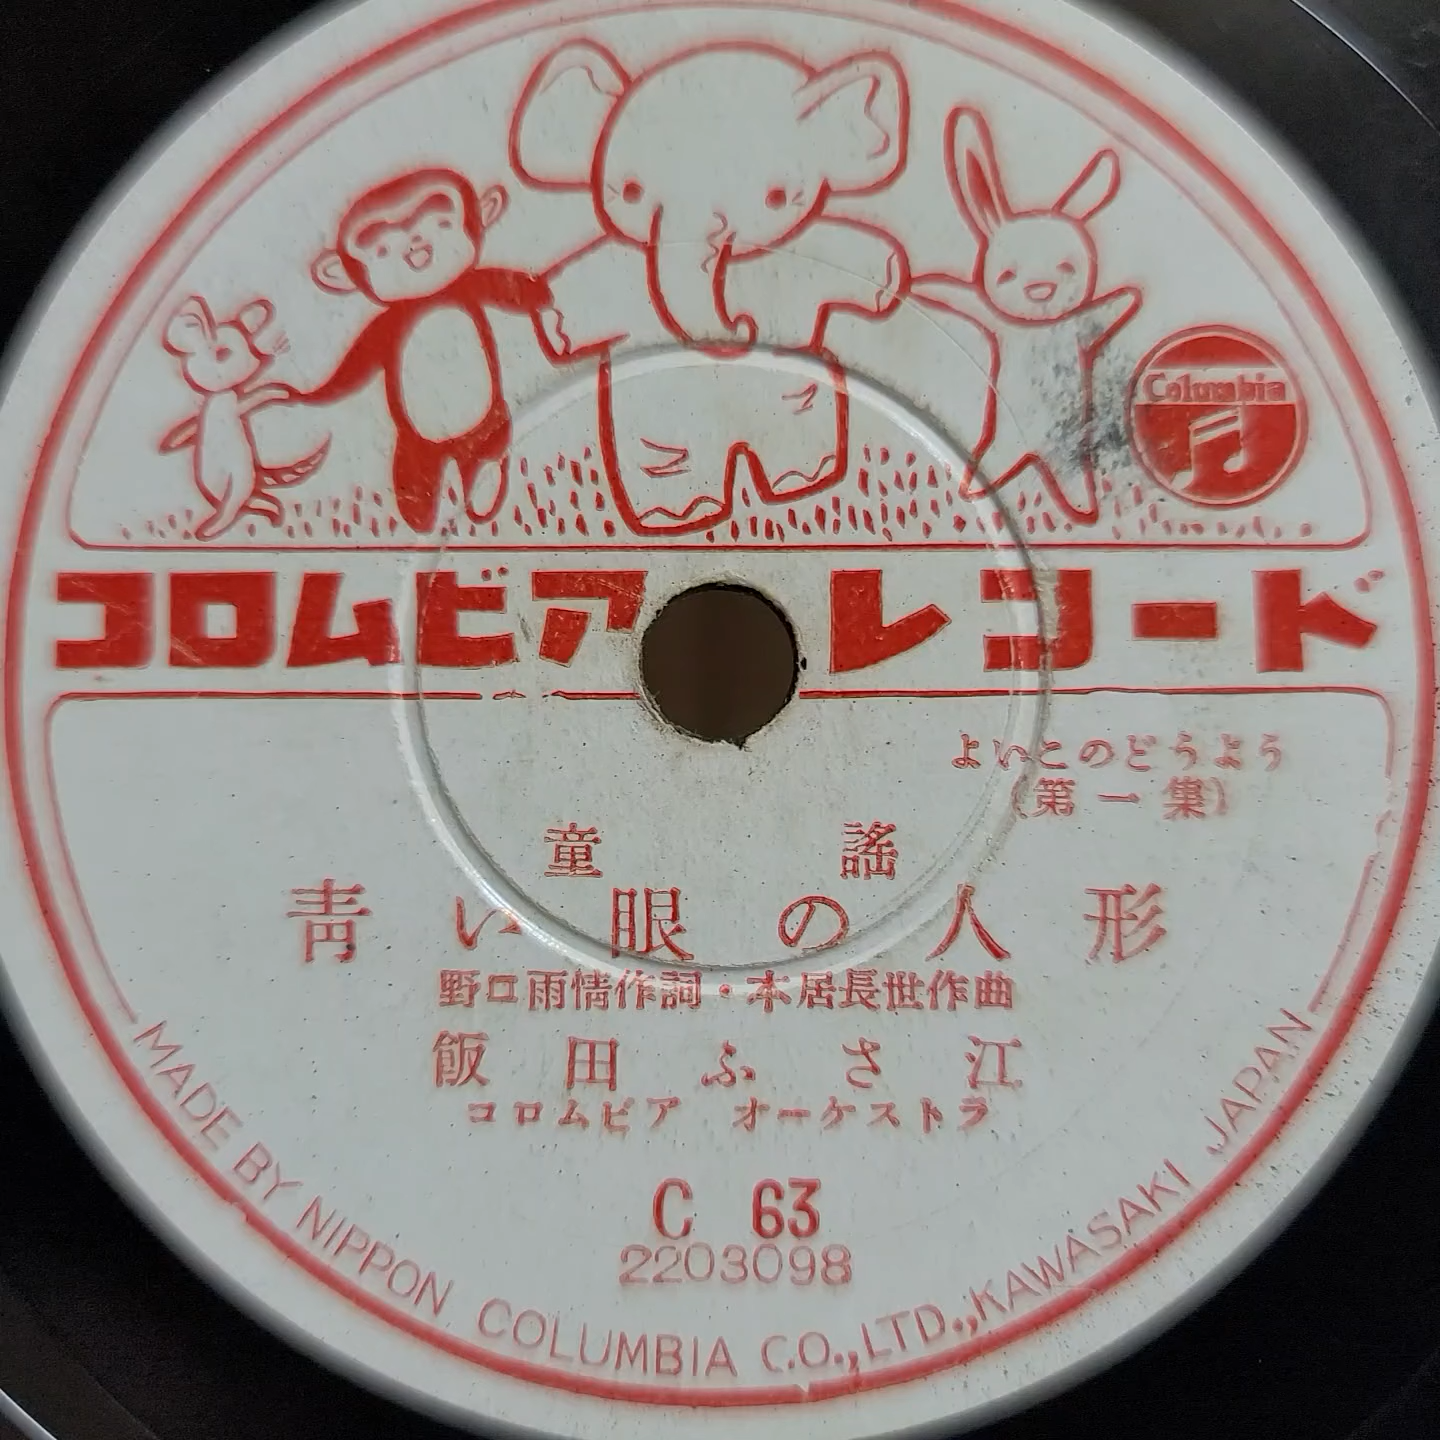 Columbia
コロムビア レコード
よいこのどうよう
(第一集)
童謠
靑い眼の人形
野口雨情作詞・本居長世作曲
飯田ふさ江
コロムビア オーケストラ
C 63
2203098
MADE BY NIPPON COLUMBIA CO., LTD., KAWASAKI JAPAN